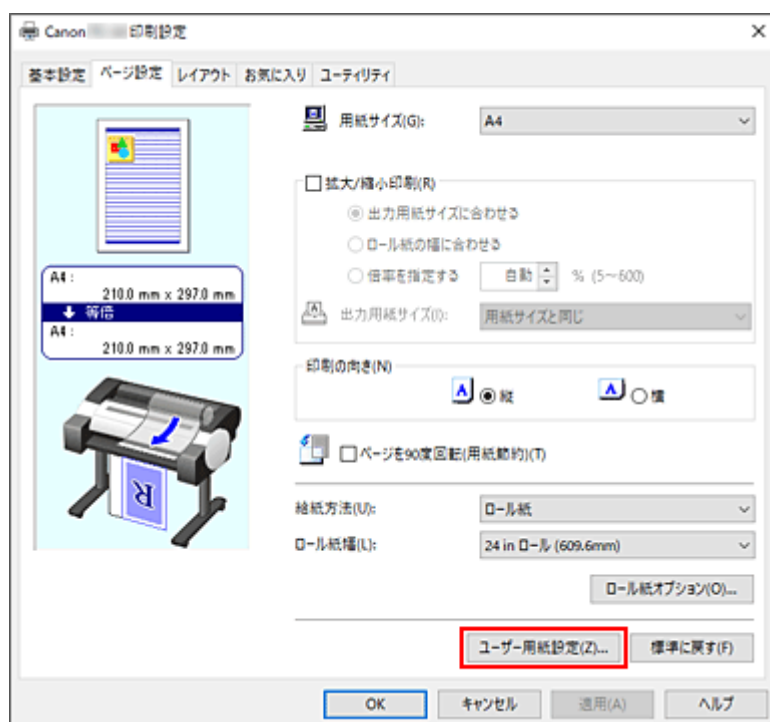 Canon 印刷設定
基本設定 ページ設定 レイアウト お気に入り ユーティリティ
用紙サイズ(G): A4
拡大/縮小印刷(R)
出力用紙サイズに合わせる
ロール紙の幅に合わせる
倍率を指定する 自動 % (5～600)
出力用紙サイズ(I): 用紙サイズと同じ
A4 :
210.0 mm x 297.0 mm
等倍
A4 :
210.0 mm x 297.0 mm
印刷の向き(N)
A 縦 A 横
ページを90度回転(用紙節約)(T)
R
給紙方法(U): ロール紙
ロール紙幅(L): 24 in ロール (609.6mm)
ロール紙オプション(O)...
ユーザー用紙設定(Z)... 標準に戻す(F)
OK キャンセル 適用(A) ヘルプ